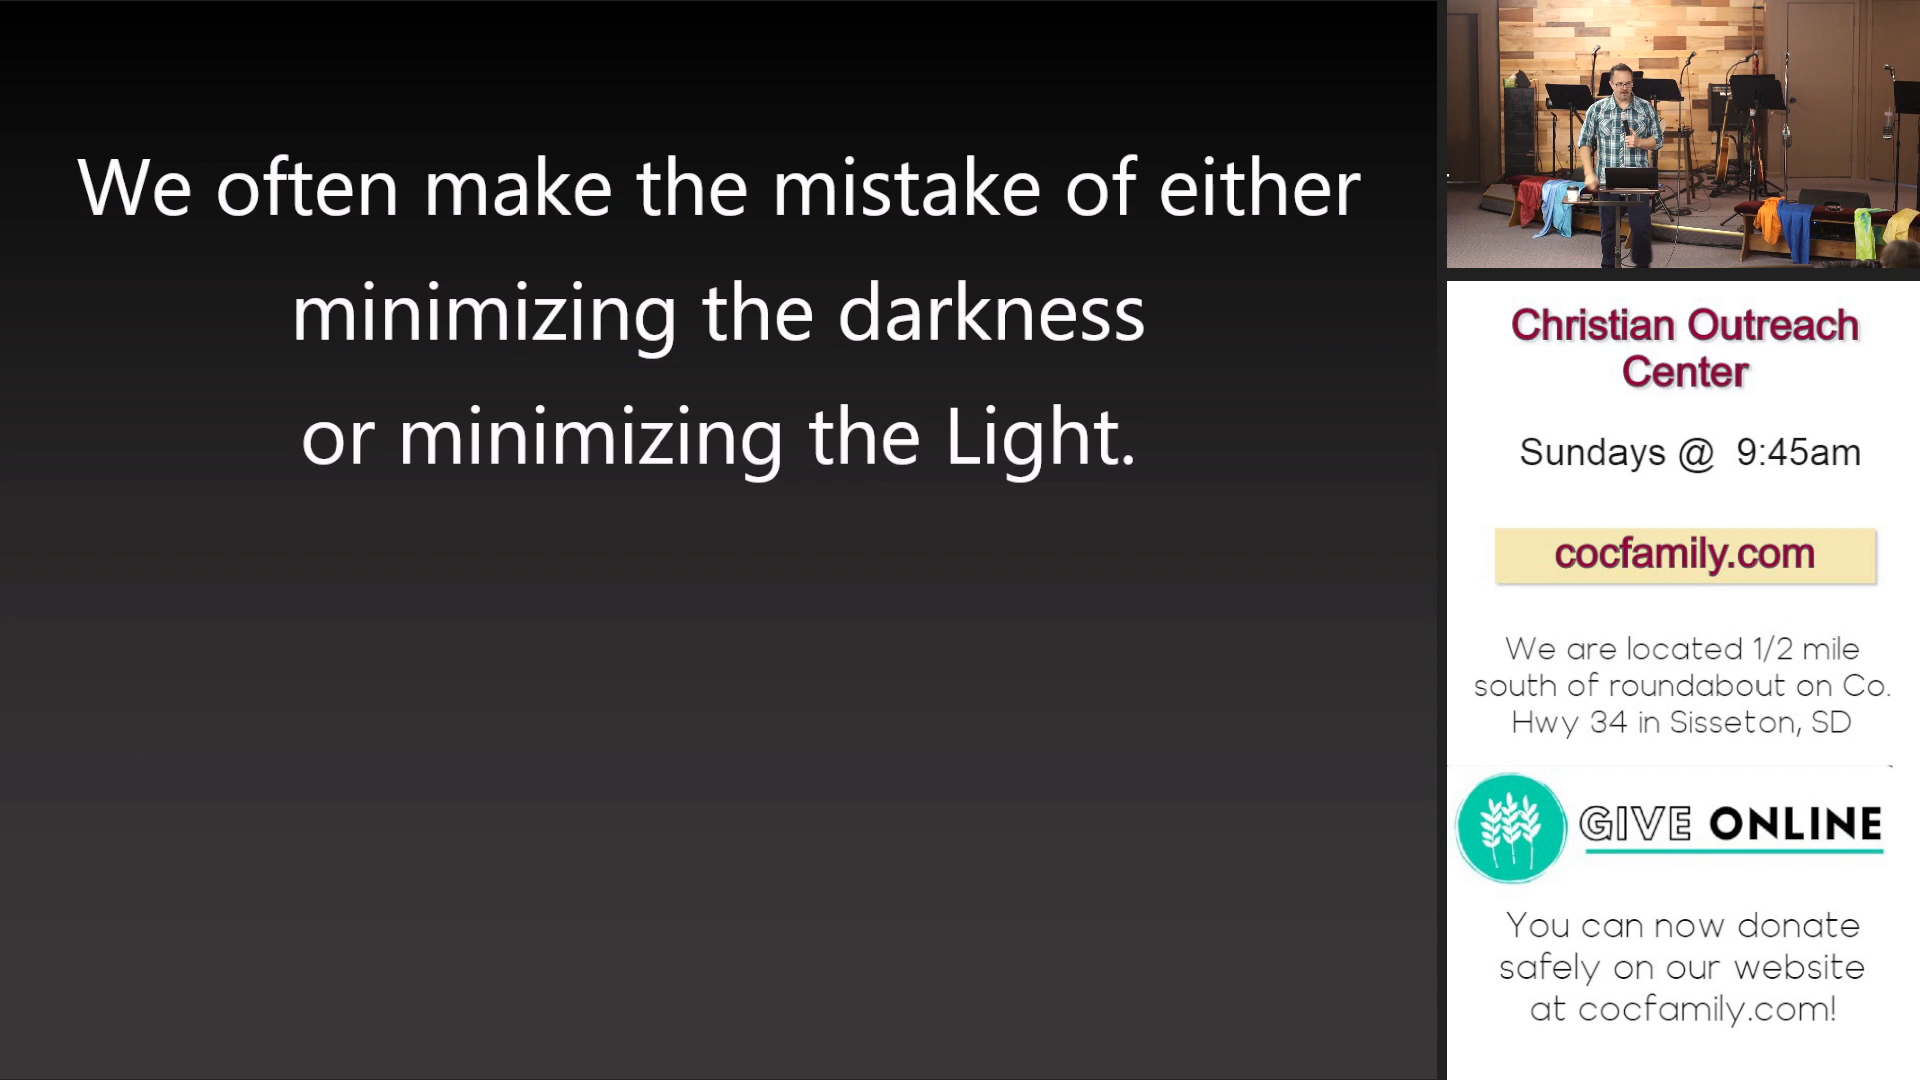 We often make the mistake of either
minimizing the darkness
or minimizing the Light.
Christian Outreach
Center
Sundays @ 9:45am
cocfamily.com
We are located 1/2 mile
south of roundabout on Co.
Hwy 34 in Sisseton, SD
GIVE ONLINE
You can now donate
safely on our website
at cocfamily.com!